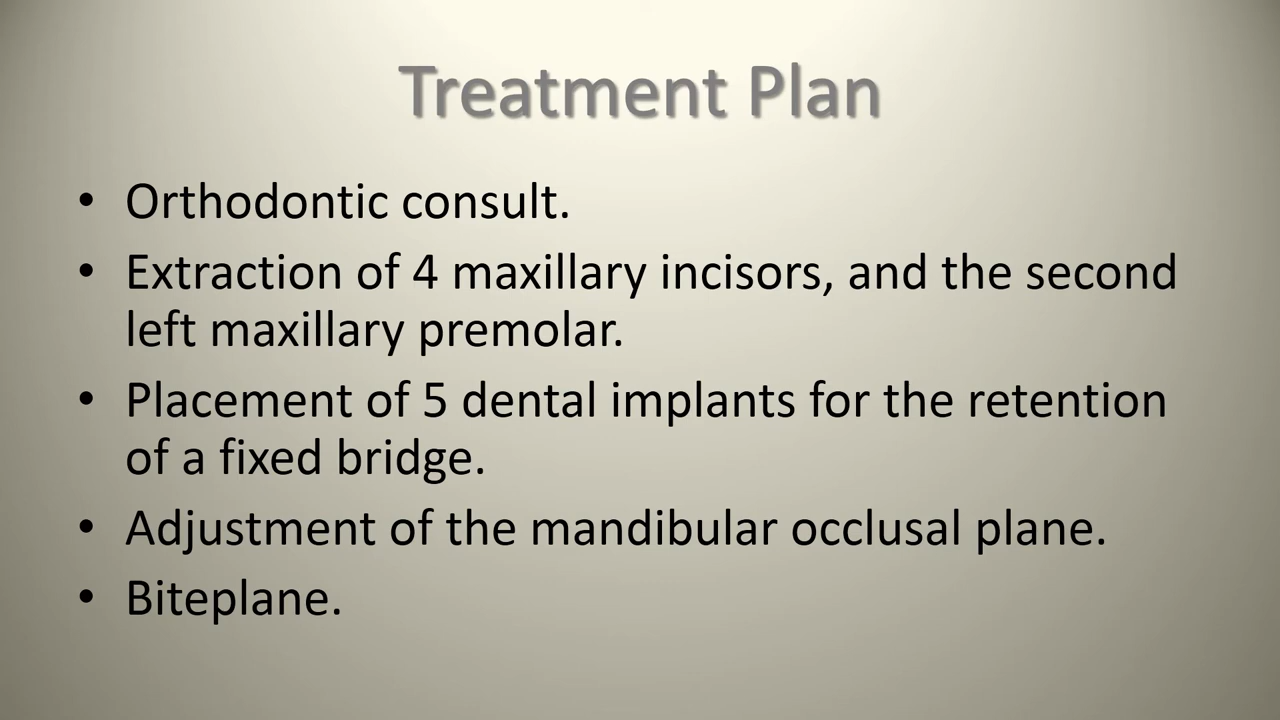 Treatment Plan
• Orthodontic consult.
• Extraction of 4 maxillary incisors, and the second
left maxillary premolar.
• Placement of 5 dental implants for the retention
of a fixed bridge.
• Adjustment of the mandibular occlusal plane.
• Biteplane.